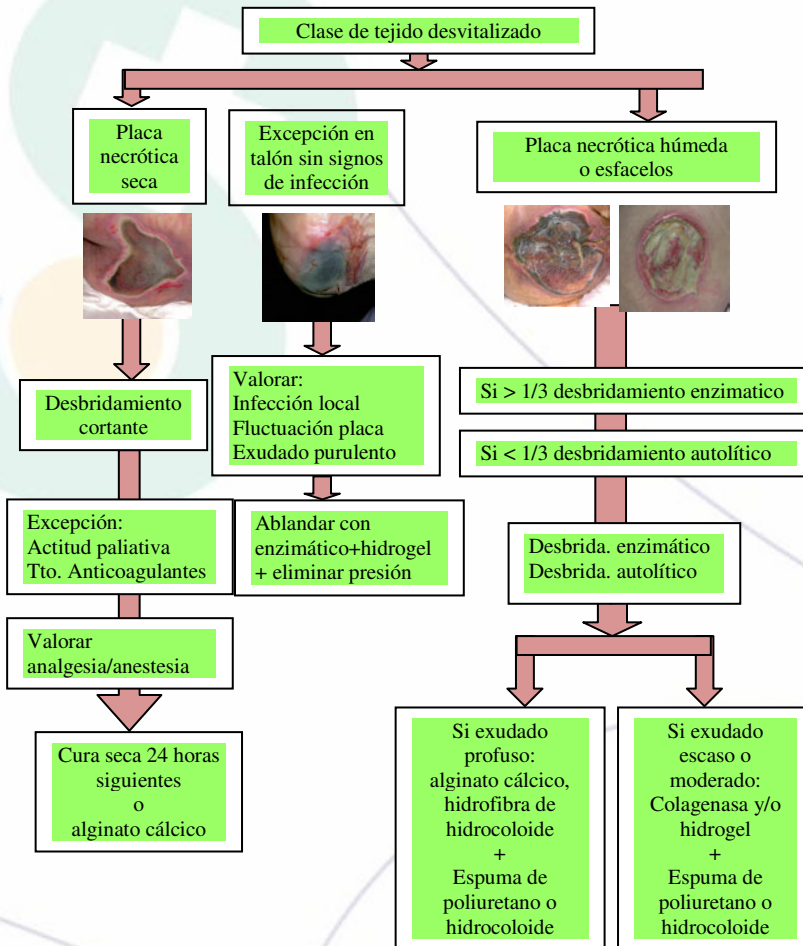 Clase de tejido desvitalizado
Placa
necrótica
seca
Excepción en
talón sin signos
de infección
Placa necrótica húmeda
o esfacelos
Desbridamiento
cortante
Excepción:
Actitud paliativa
Tto. Anticoagulantes
Valorar
analgesia/anestesia
Cura seca 24 horas
siguientes
o
alginato cálcico
Valorar:
Infección local
Fluctuación placa
Exudado purulento
Ablandar con
enzimático+hidrogel
+ eliminar presión
Si > 1/3 desbridamiento enzimatico
Si < 1/3 desbridamiento autolítico
Desbrida. enzimático
Desbrida. autolítico
Si exudado
profuso:
alginato cálcico,
hidrofibra de
hidrocoloide
+
Espuma de
poliuretano o
hidrocoloide
Si exudado
escaso o
moderado:
Colagenasa y/o
hidrogel
+
Espuma de
poliuretano o
hidrocoloide